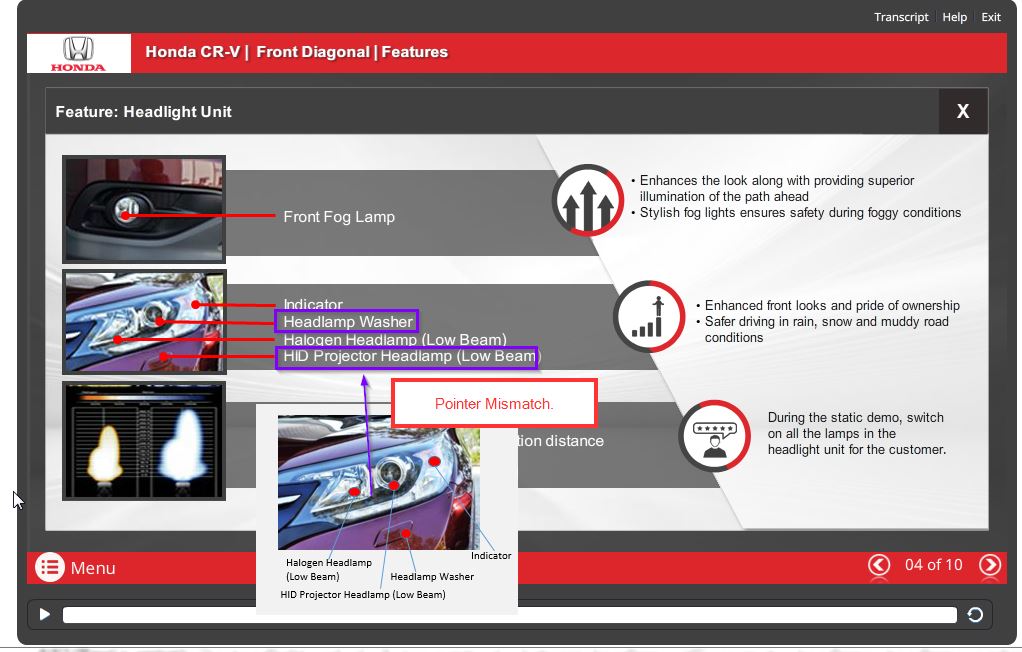 Transcript Help Exit
HONDA
Honda CR-V | Front Diagonal | Features
Feature: Headlight Unit
X
Front Fog Lamp
• Enhances the look along with providing superior
illumination of the path ahead
• Stylish fog lights ensures safety during foggy conditions
Indicator
Headlamp Washer
Halogen Headlamp (Low Beam)
HID Projector Headlamp (Low Beam)
• Enhanced front looks and pride of ownership
• Safer driving in rain, snow and muddy road
conditions
Pointer Mismatch.
distance
During the static demo, switch
on all the lamps in the
headlight unit for the customer.
Indicator
Halogen Headlamp
(Low Beam)
Headlamp Washer
HID Projector Headlamp (Low Beam)
Menu
04 of 10